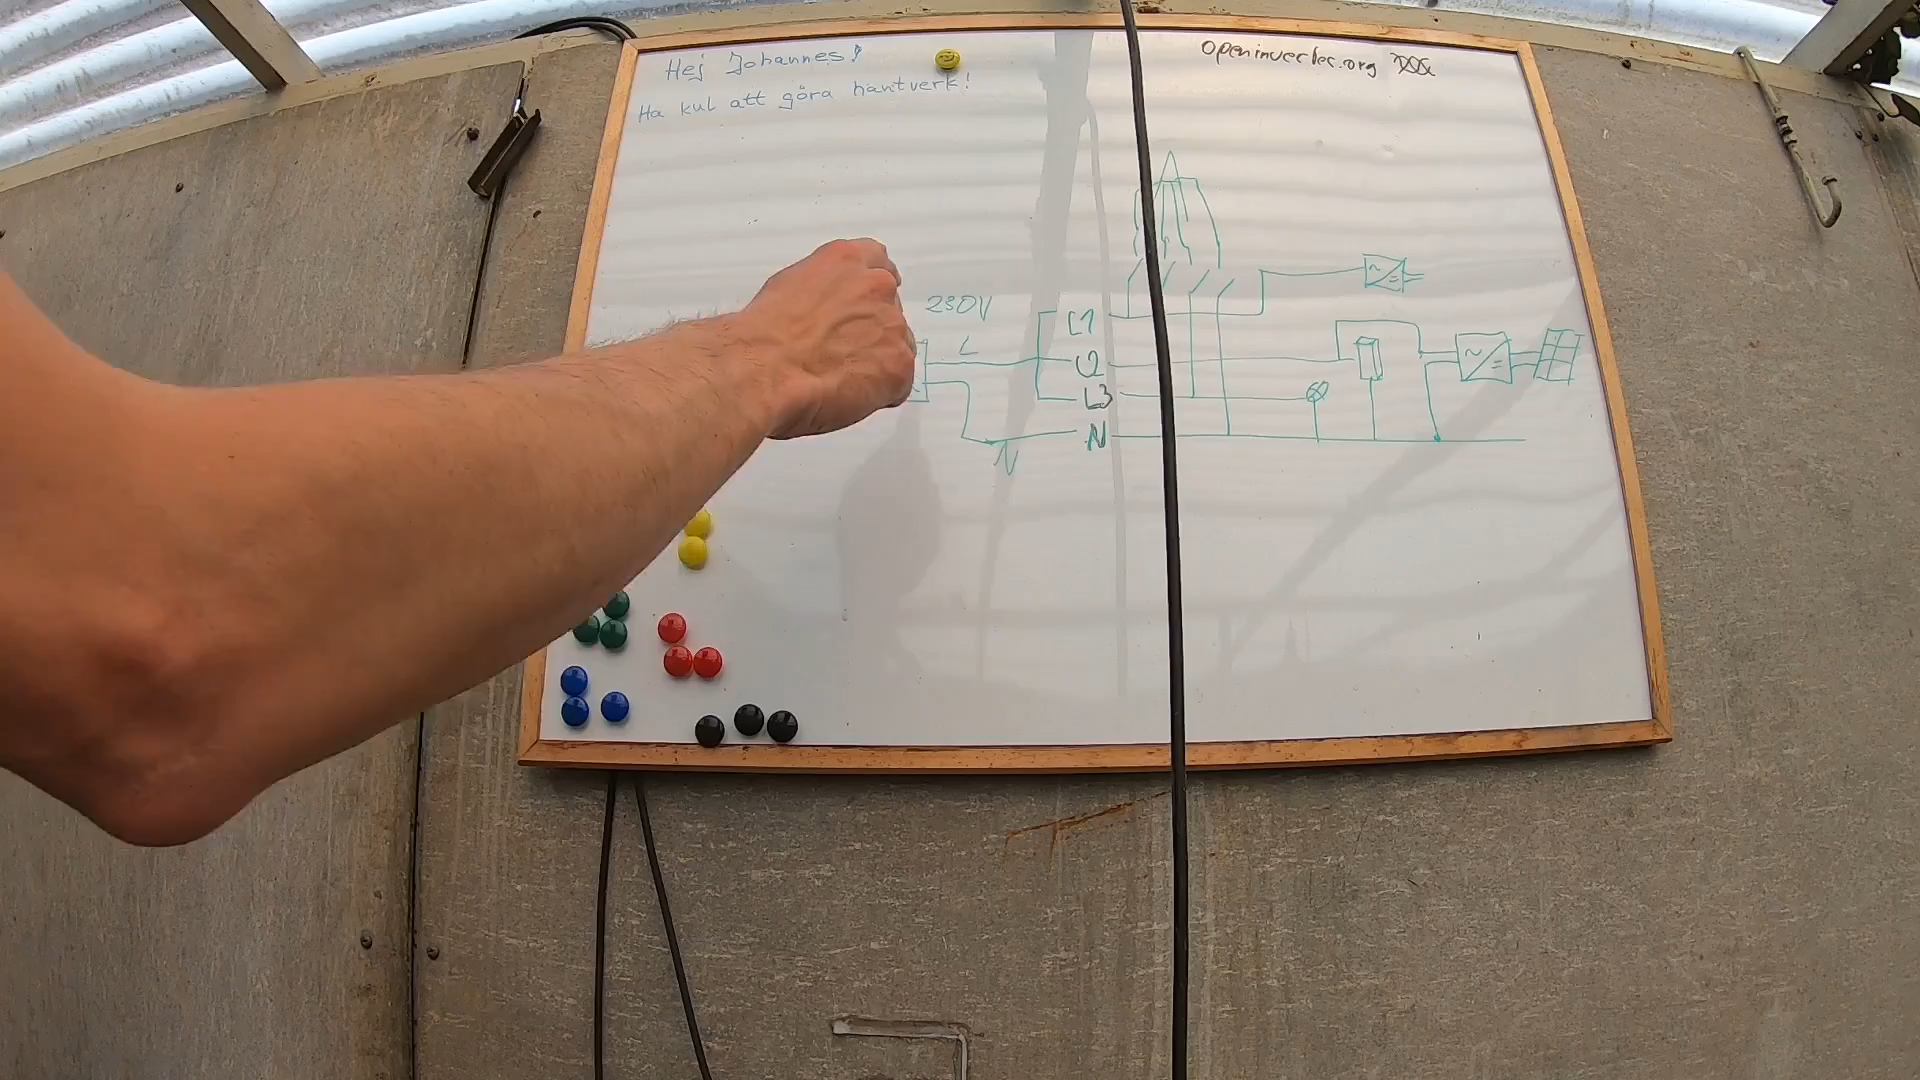 Hej Johannes!
Ha kul att göra hantverk!
openinverter.org
230V
L
L1
L2
L3
N
N